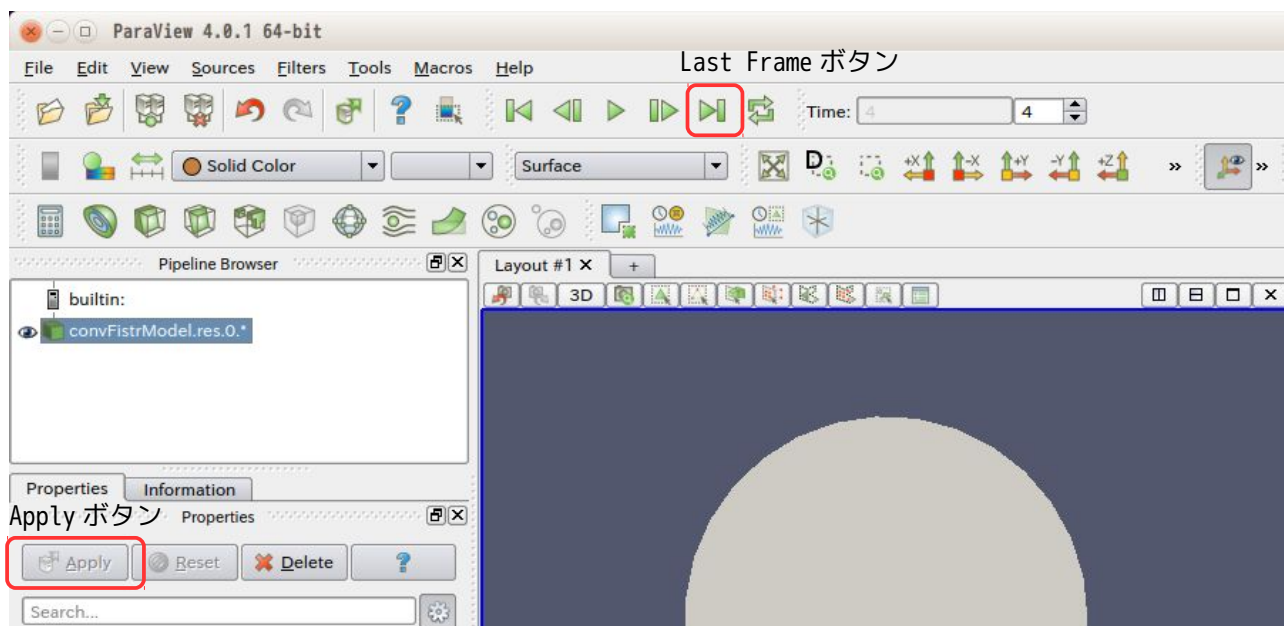 ParaView 4.0.1 64-bit
File Edit View Sources Filters Tools Macros Help
Last Frame ボタン
Time: 4 4
Solid Color Surface
+X -X +Y -Y +Z » »
Pipeline Browser
Layout #1 × +
builtin:
3D
convFistrModel.res.0.*
Properties Information
Apply ボタン Properties
Apply Reset Delete ?
Search...